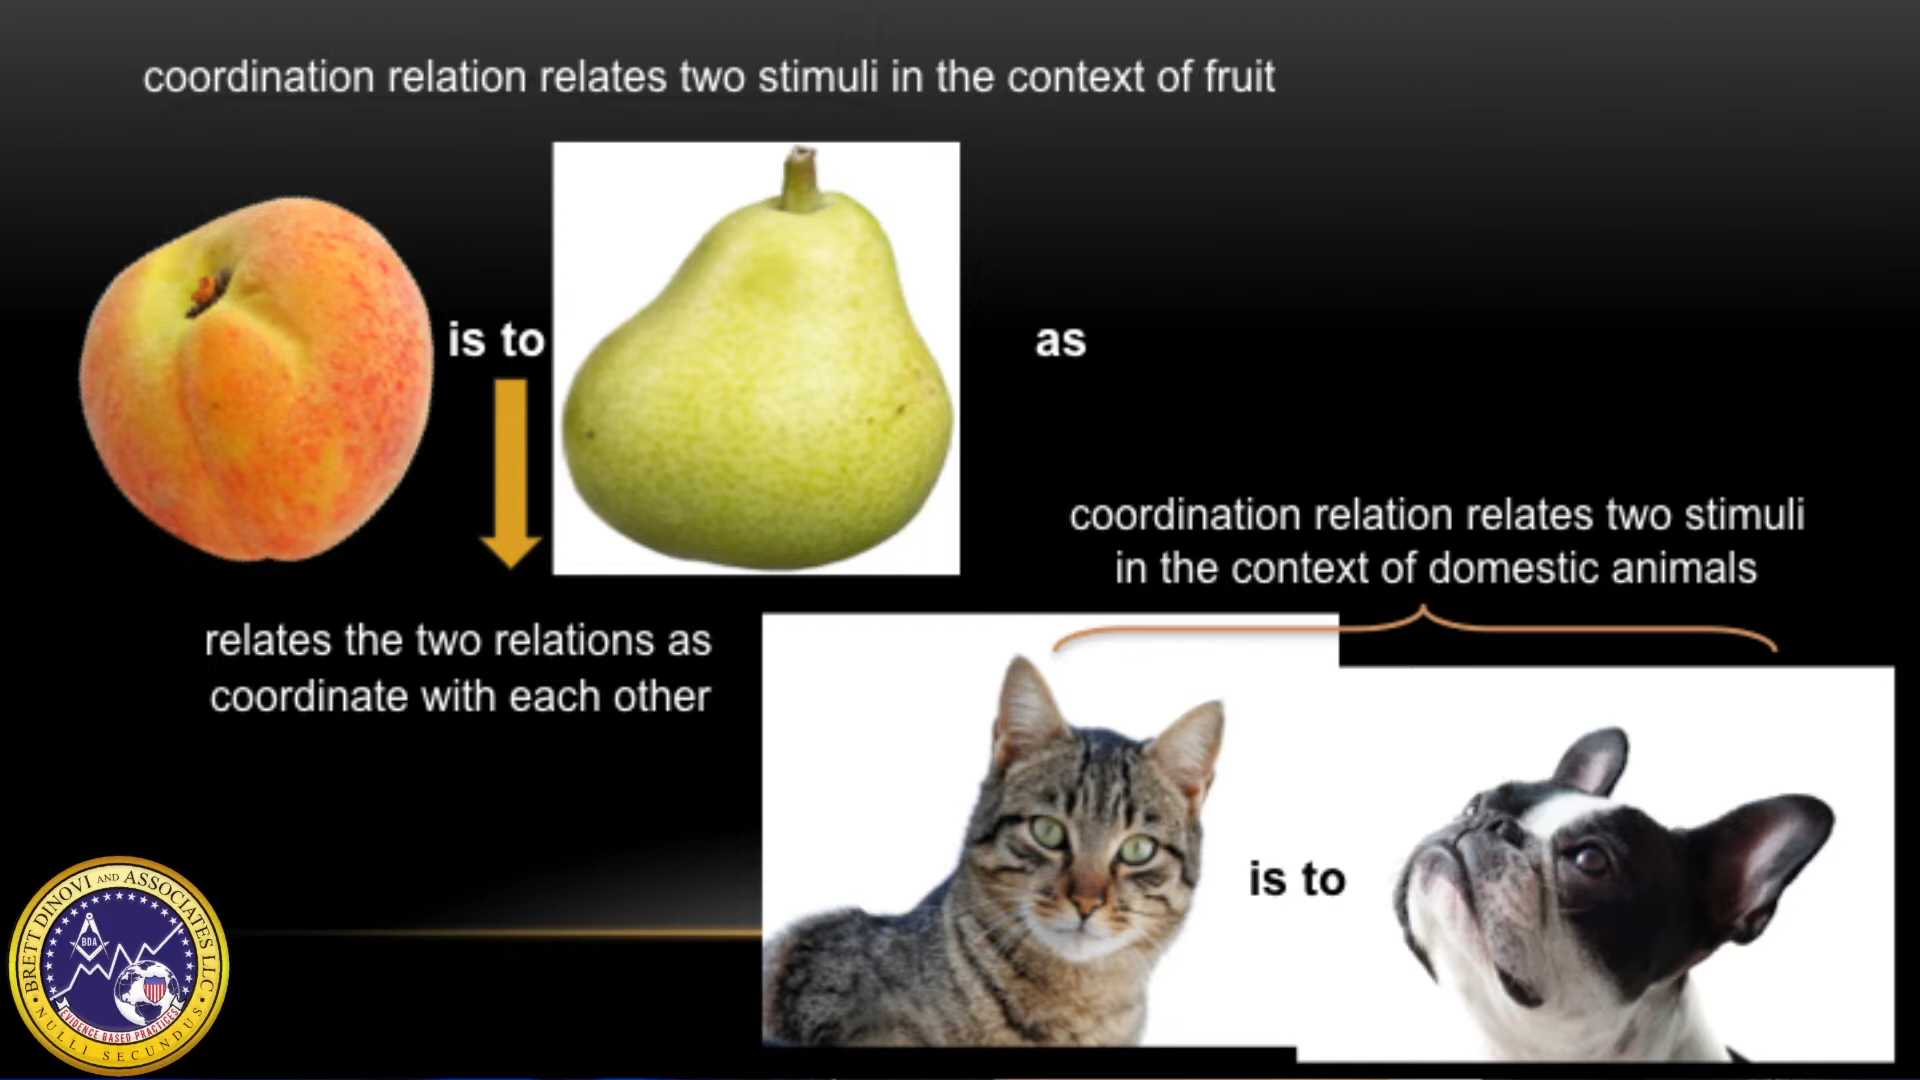 coordination relation relates two stimuli in the context of fruit
is to
as
coordination relation relates two stimuli
in the context of domestic animals
relates the two relations as
coordinate with each other
is to
BRETT DINOVI AND ASSOCIATES LLC
BDA
EVIDENCE BASED PRACTICES
NULLI SECUNDUS